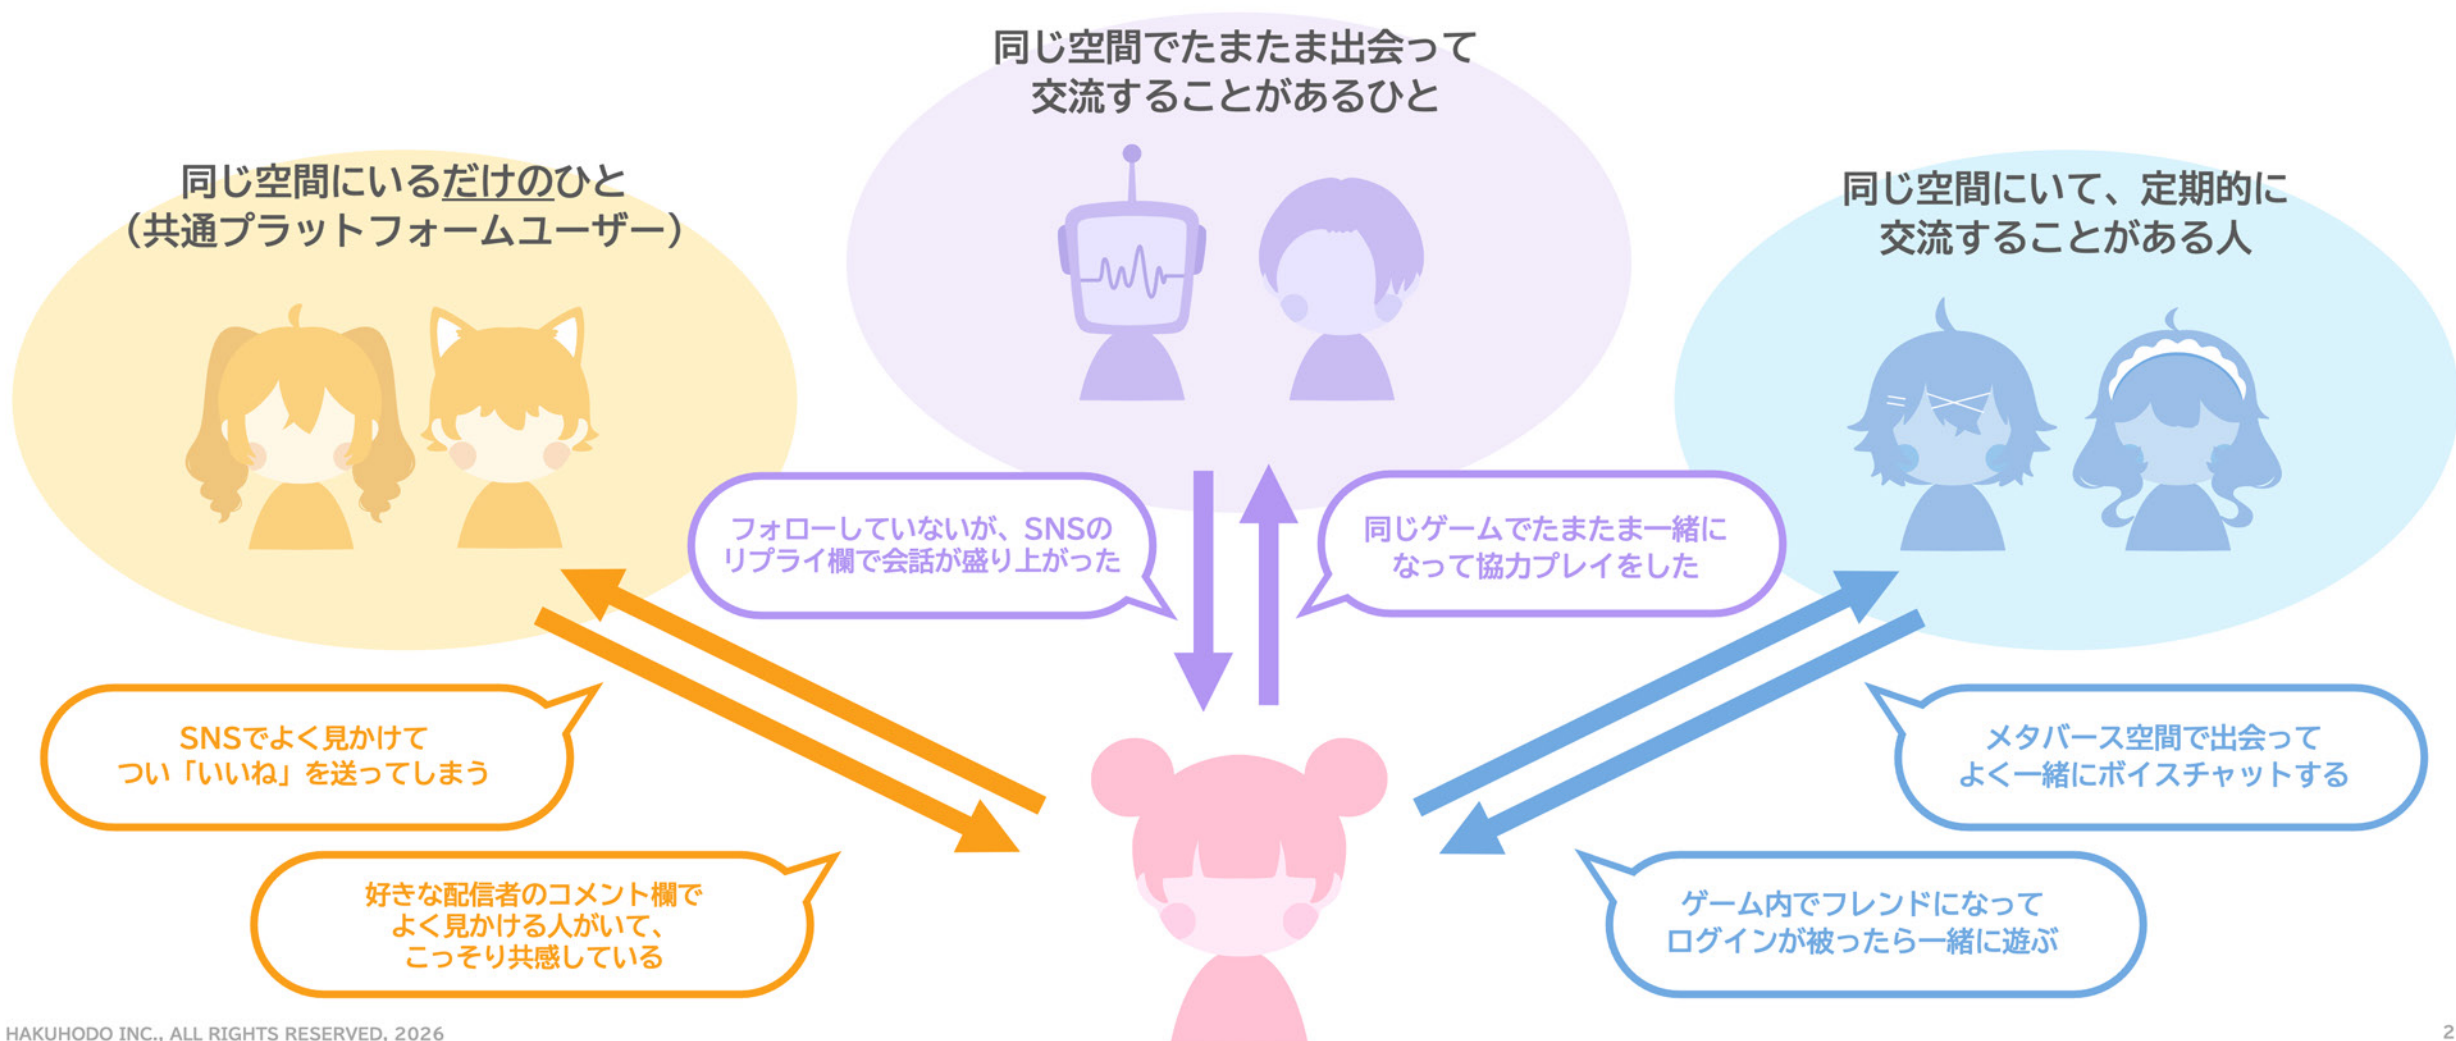 同じ空間でたまたま出会って
交流することがあるひと
同じ空間にいるだけのひと
（共通プラットフォームユーザー）
同じ空間にいて、定期的に
交流することがある人
フォローしていないが、SNSの
リプライ欄で会話が盛り上がった
同じゲームでたまたま一緒に
なって協力プレイをした
SNSでよく見かけて
つい「いいね」を送ってしまう
メタバース空間で出会って
よく一緒にボイスチャットする
好きな配信者のコメント欄で
よく見かける人がいて、
こっそり共感している
ゲーム内でフレンドになって
ログインが被ったら一緒に遊ぶ
HAKUHODO INC., ALL RIGHTS RESERVED, 2026
2